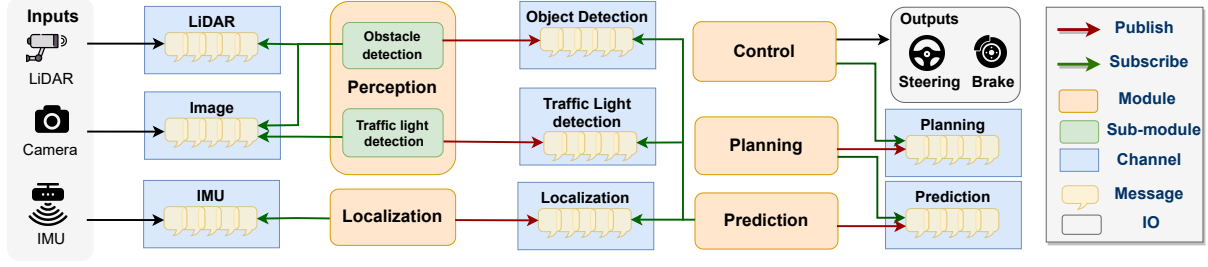 Inputs
LiDAR
Camera
IMU
LiDAR
Image
IMU
Obstacle
detection
Perception
Traffic light
detection
Localization
Object Detection
Traffic Light
detection
Localization
Control
Planning
Prediction
Outputs
Steering
Brake
Planning
Prediction
Publish
Subscribe
Module
Sub-module
Channel
Message
IO